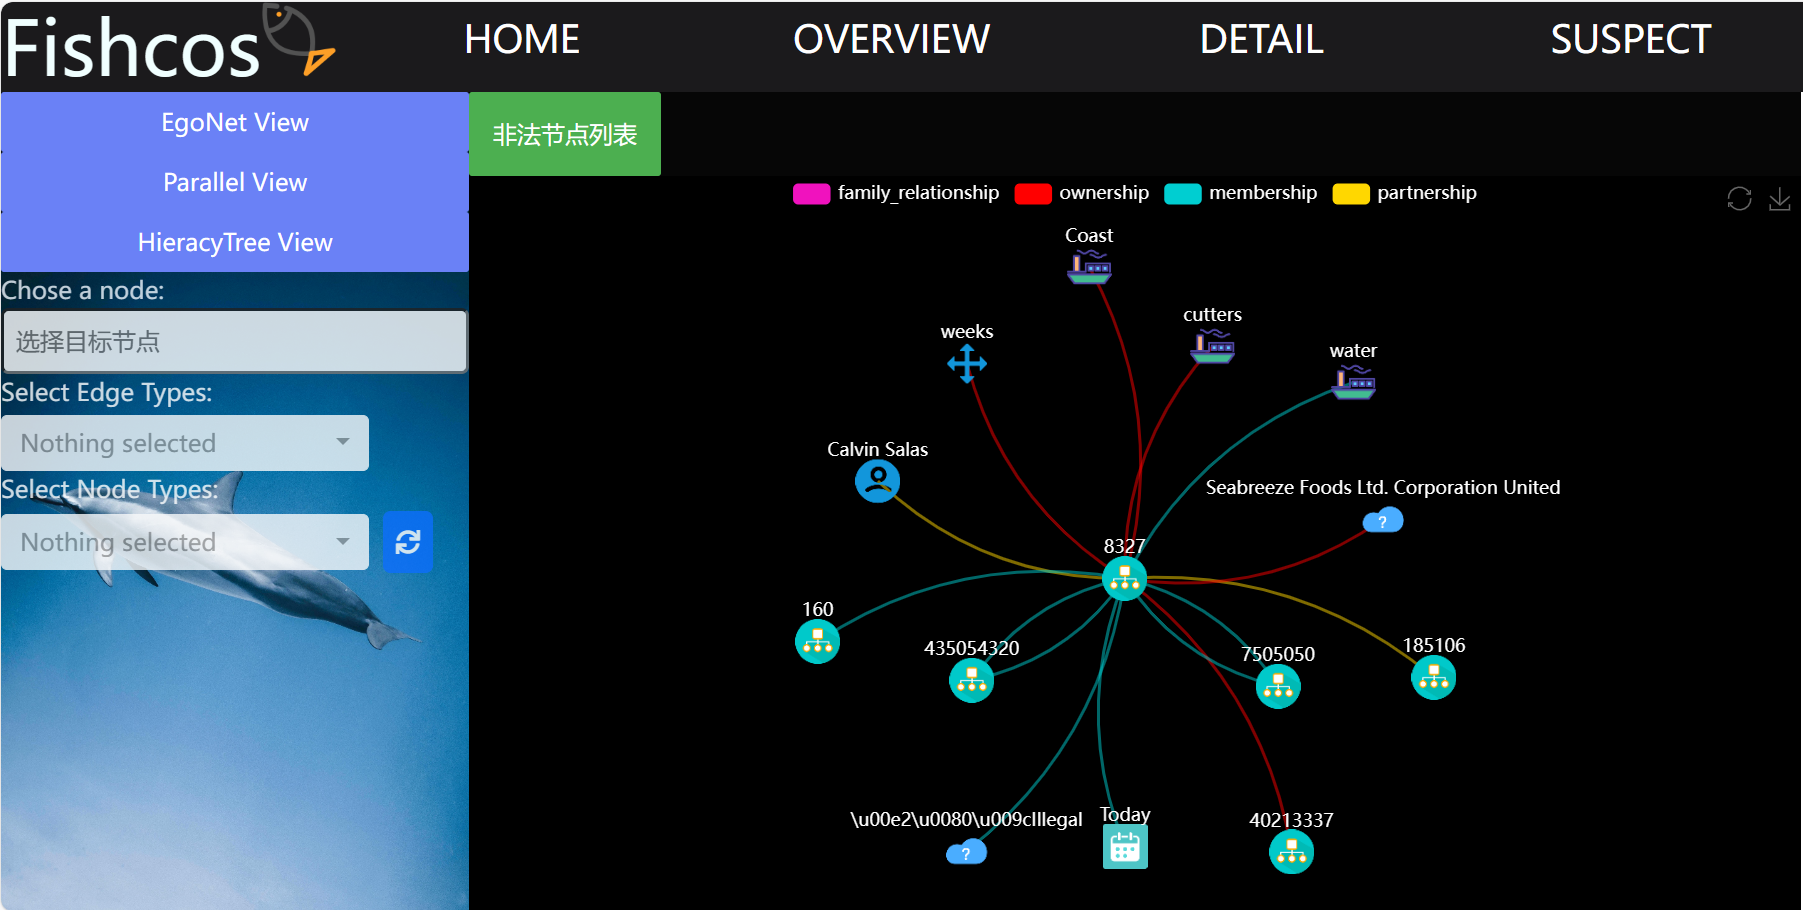 Fishcos
HOME
OVERVIEW
DETAIL
SUSPECT
EgoNet View
Parallel View
HieracyTree View
Chose a node:
选择目标节点
Select Edge Types:
Nothing selected
Select Node Types:
Nothing selected
非法节点列表
family_relationship
ownership
membership
partnership
Coast
cutters
weeks
water
Calvin Salas
Seabreeze Foods Ltd. Corporation United
8327
160
435054320
7505050
185106
\u00e2\u0080\u009cIllegal
Today
40213337